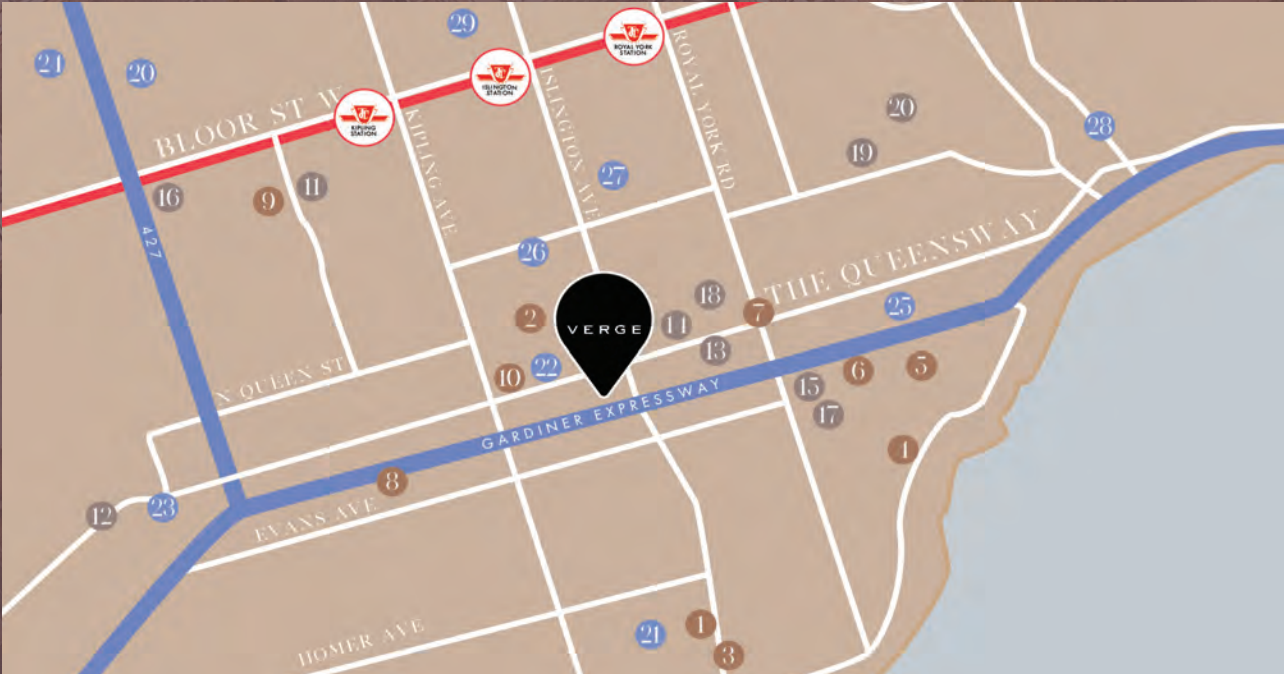 29
ROYAL YORK STATION
24
20
ISLINGTON STATION
ROYAL YORK RD
BLOOR ST W
KIPLING STATION
KIPLING AVE
ISLINGTON AVE
20
28
19
16
9
11
27
427
26
THE QUEENSWAY
2
VERGE
14
18
7
25
13
N QUEEN ST
10
22
6
5
15
17
GARDINER EXPRESSWAY
4
8
12
23
EVANS AVE
HOMER AVE
21
1
3